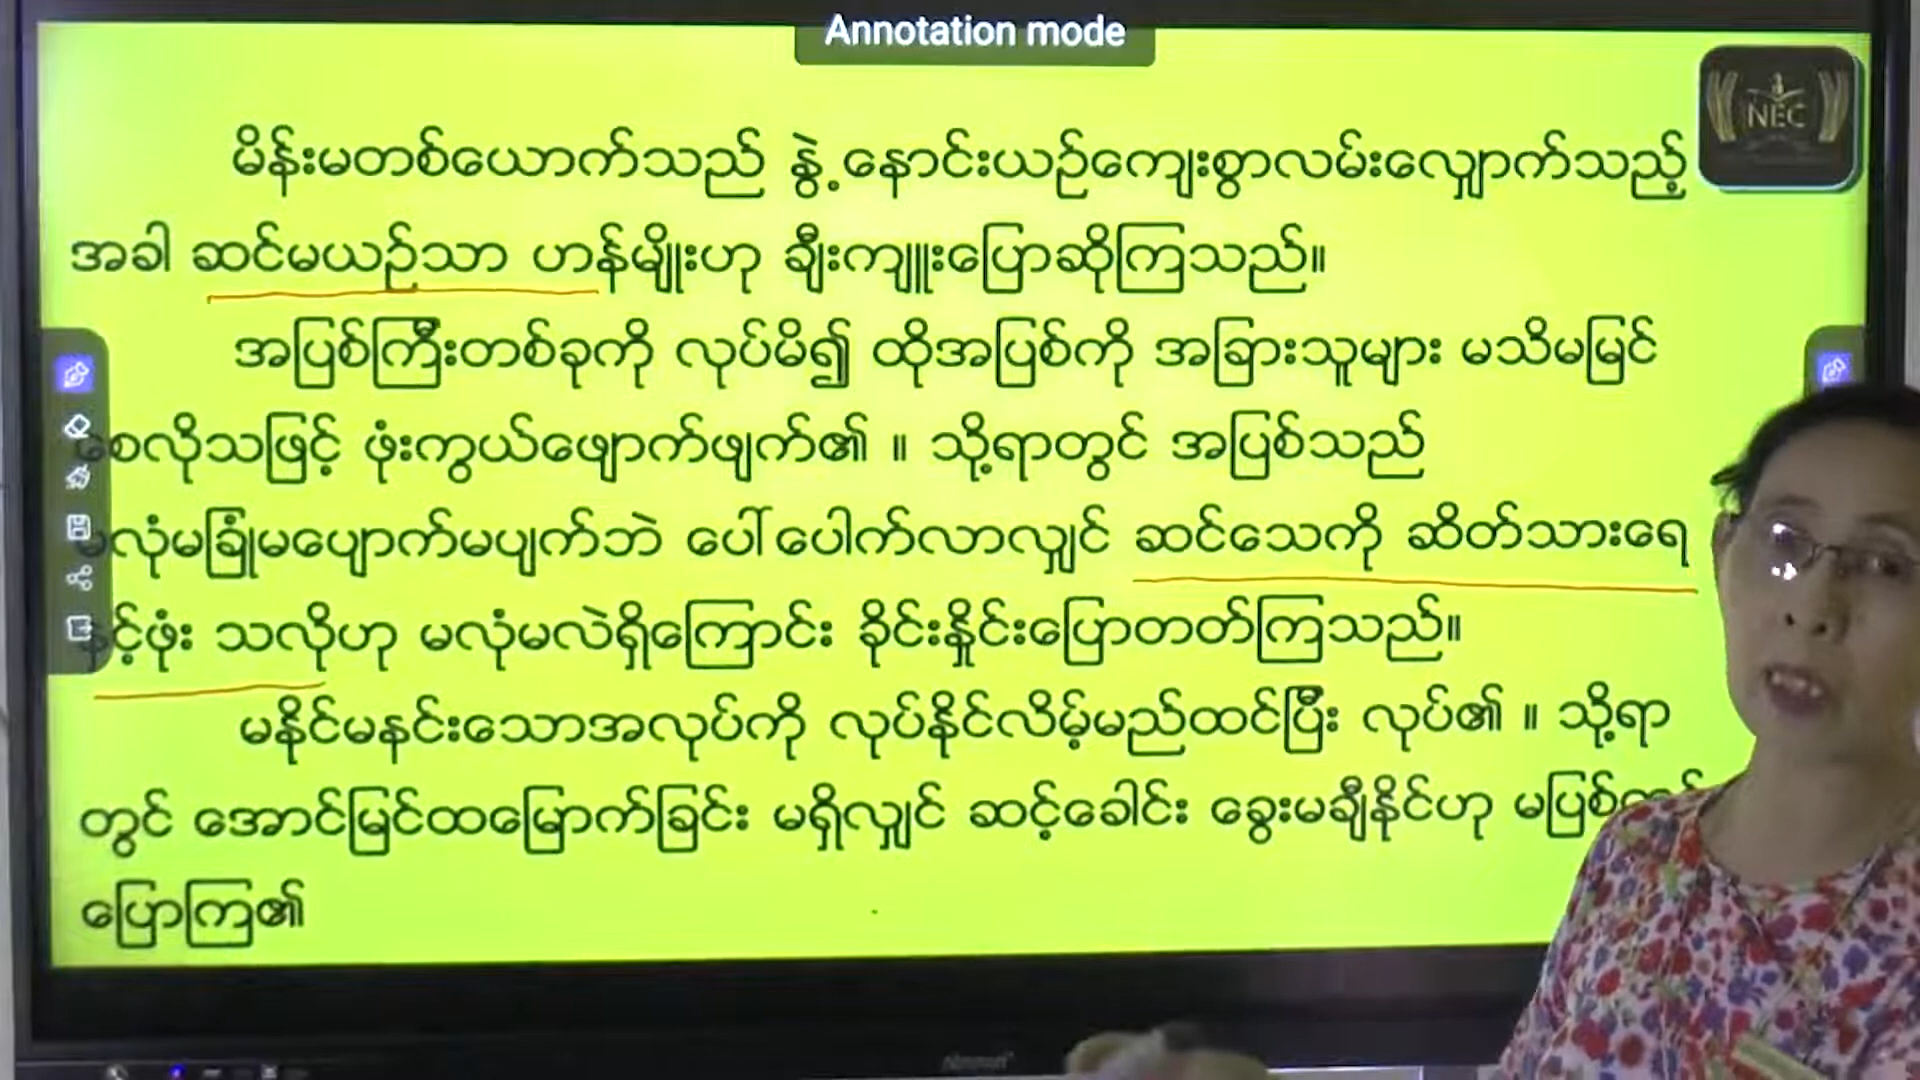 Annotation mode
NEC
မိန်းမတစ်ယောက်သည် နွဲ့နှောင်းယဉ်ကျေးစွာလမ်းလျှောက်သည့်
အခါ ဆင်မယဉ်သာ ဟန်မျိုးဟု ချီးကျူးပြောဆိုကြသည်။
အပြစ်ကြီးတစ်ခုကို လုပ်မိ၍ ထိုအပြစ်ကို အခြားသူများ မသိမမြင်
စေလိုသဖြင့် ဖုံးကွယ်ဖျောက်ဖျက်၏ ။ သို့ရာတွင် အပြစ်သည်
မလုံမခြုံမပျောက်မပျက်ဘဲ ပေါ်ပေါက်လာလျှင် ဆင်သေကို ဆိတ်သားရေ
နှင့်ဖုံး သလိုဟု မလုံမလဲရှိကြောင်း ခိုင်းနှိုင်းပြောတတ်ကြသည်။
မနိုင်မနင်းသောအလုပ်ကို လုပ်နိုင်လိမ့်မည်ထင်ပြီး လုပ်၏ ။ သို့ရာ
တွင် အောင်မြင်ထမြောက်ခြင်း မရှိလျှင် ဆင့်ခေါင်း ခွေးမချီနိုင်ဟု
ပြောကြ၏